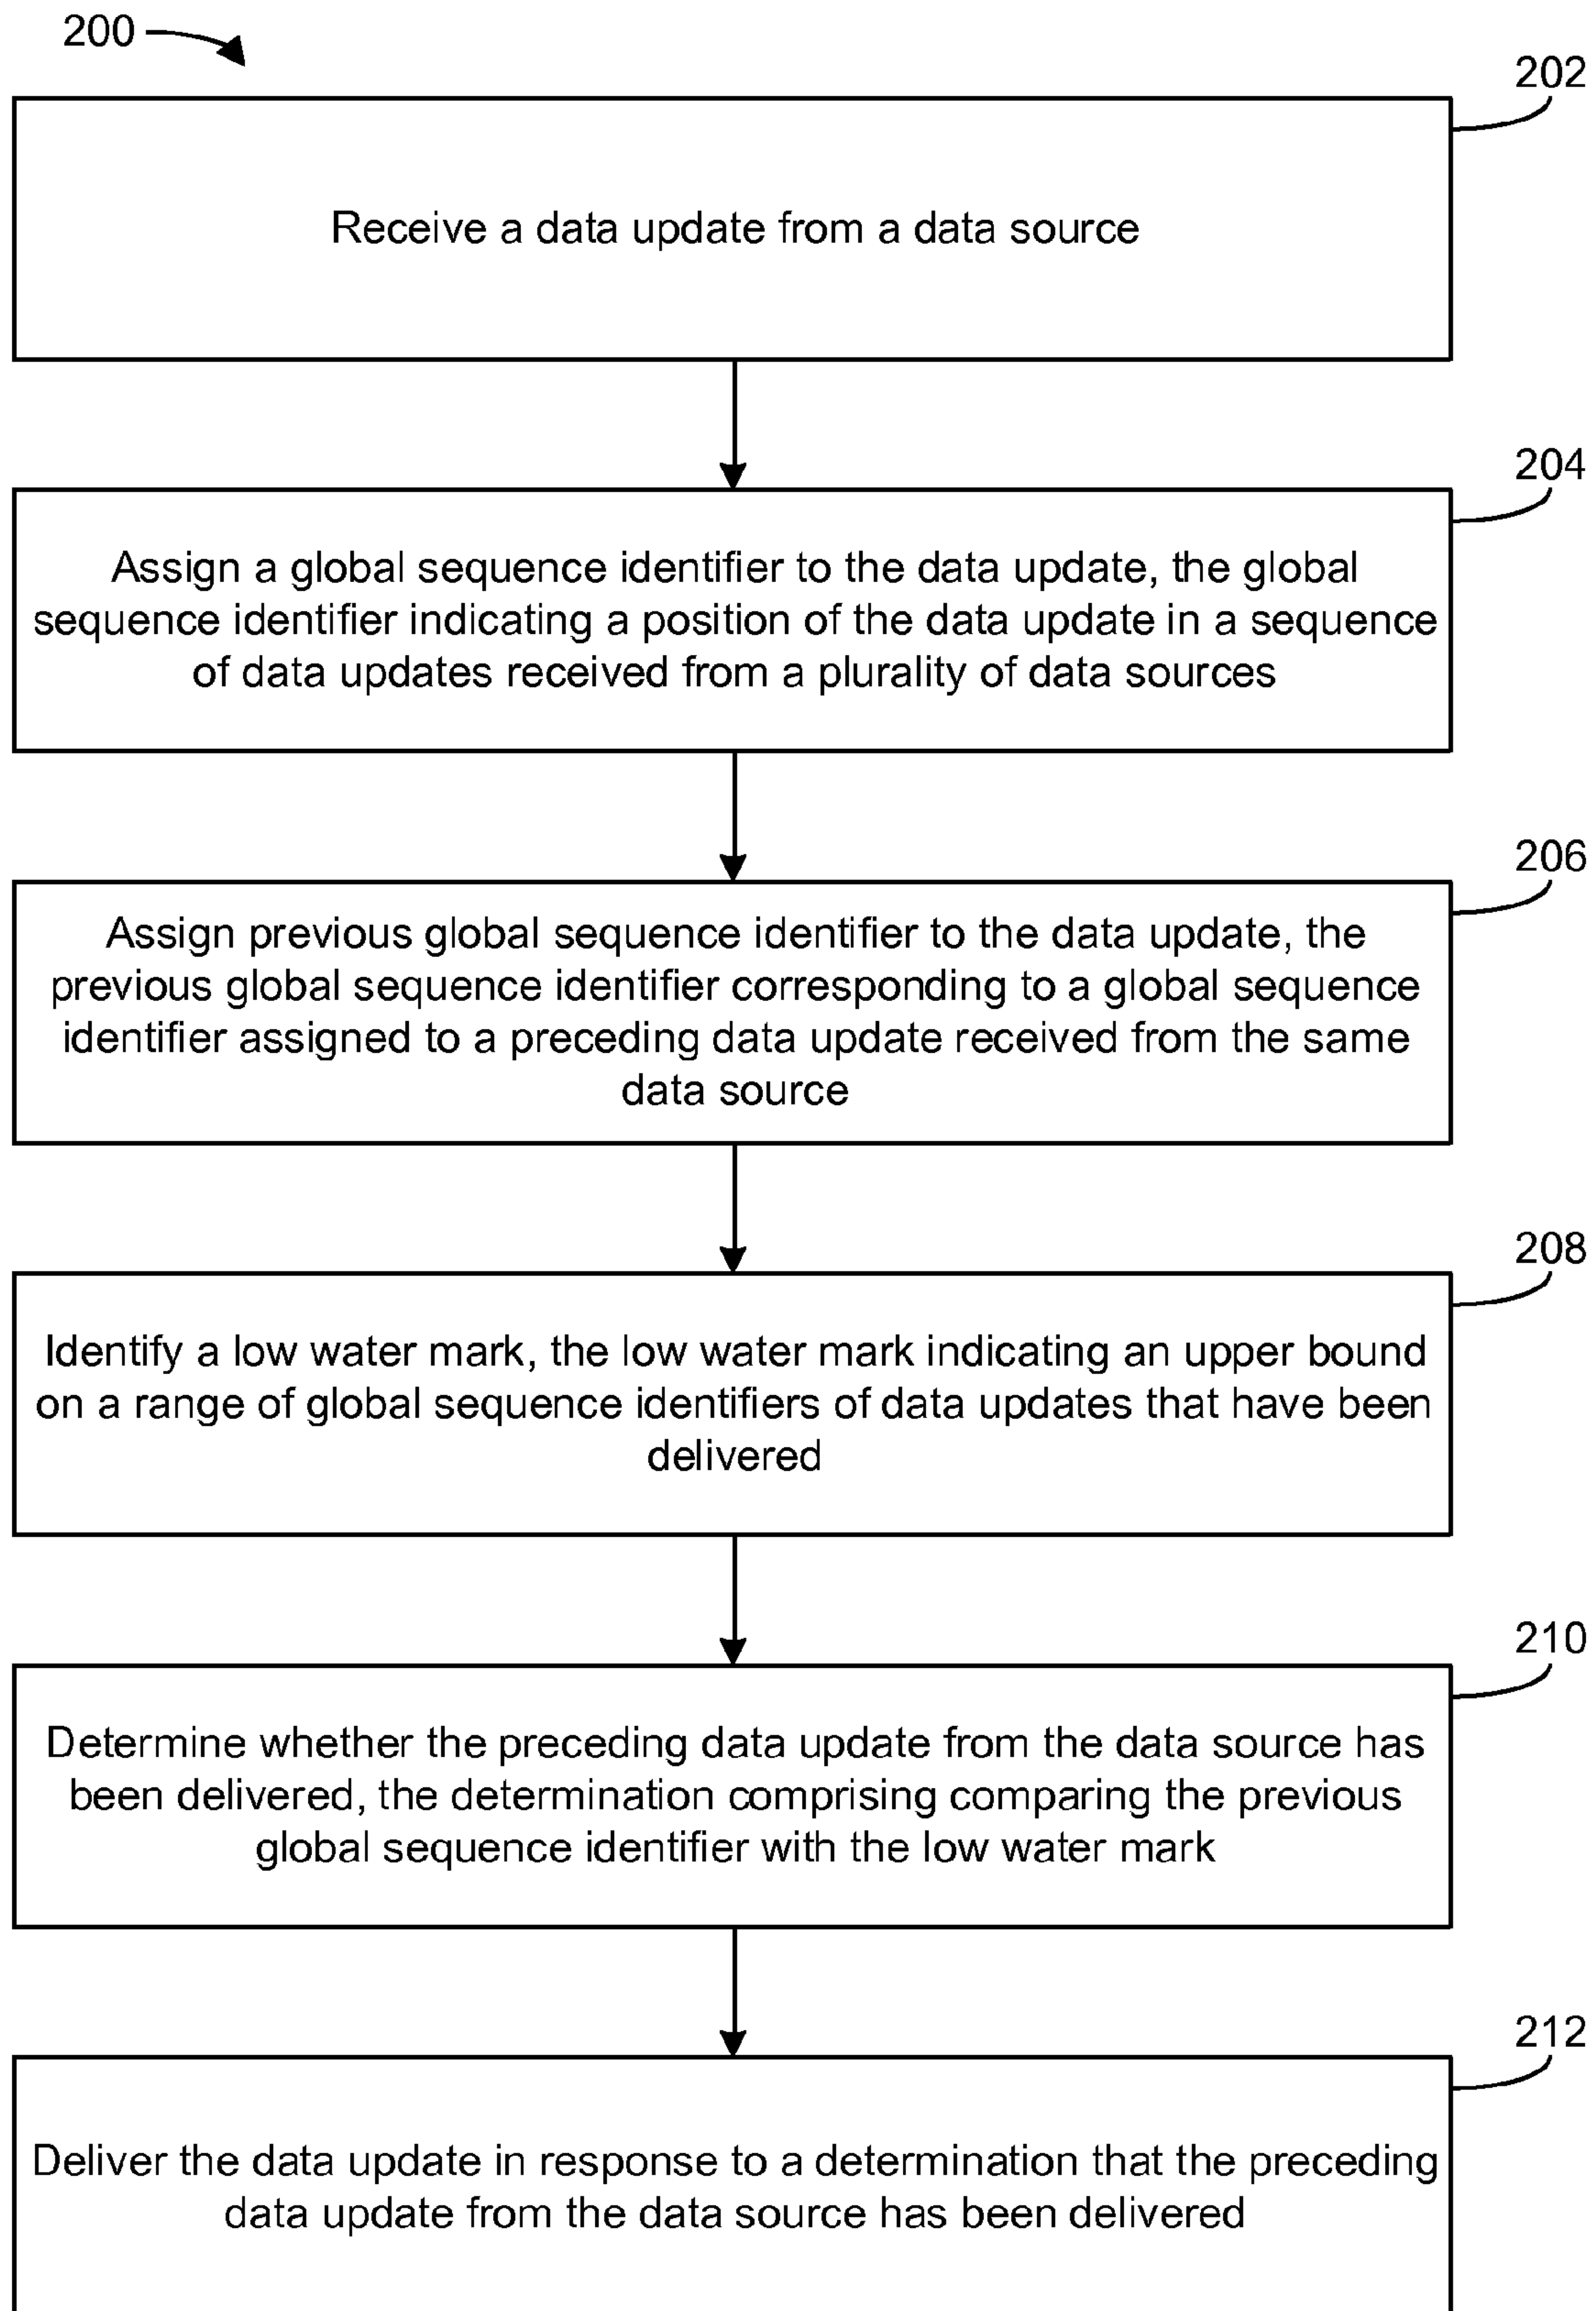 200
202
Receive a data update from a data source
204
Assign a global sequence identifier to the data update, the global
sequence identifier indicating a position of the data update in a sequence
of data updates received from a plurality of data sources
206
Assign previous global sequence identifier to the data update, the
previous global sequence identifier corresponding to a global sequence
identifier assigned to a preceding data update received from the same
data source
208
Identify a low water mark, the low water mark indicating an upper bound
on a range of global sequence identifiers of data updates that have been
delivered
210
Determine whether the preceding data update from the data source has
been delivered, the determination comprising comparing the previous
global sequence identifier with the low water mark
212
Deliver the data update in response to a determination that the preceding
data update from the data source has been delivered